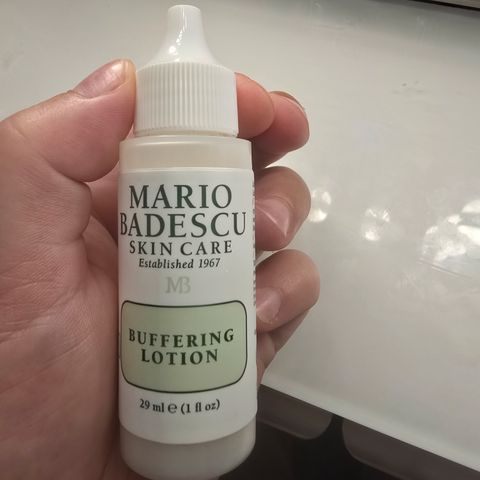 MARIO
BADESCU
SKIN CARE
Established 1967
MB
BUFFERING
LOTION
29 ml e (1 fl oz)